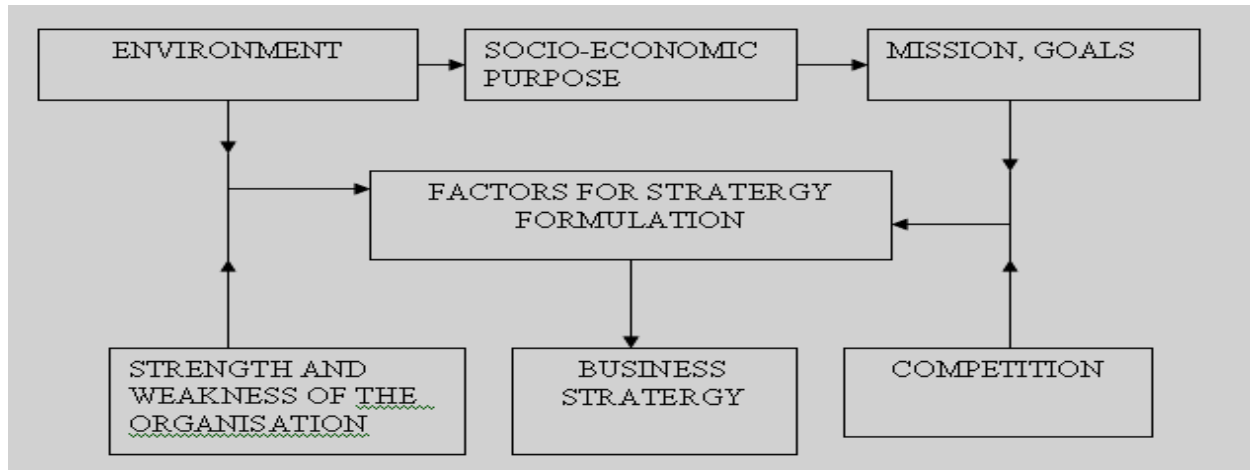 ENVIRONMENT
SOCIO-ECONOMIC
PURPOSE
MISSION, GOALS
FACTORS FOR STRATERGY
FORMULATION
STRENGTH AND
WEAKNESS OF THE
ORGANISATION
BUSINESS
STRATERGY
COMPETITION